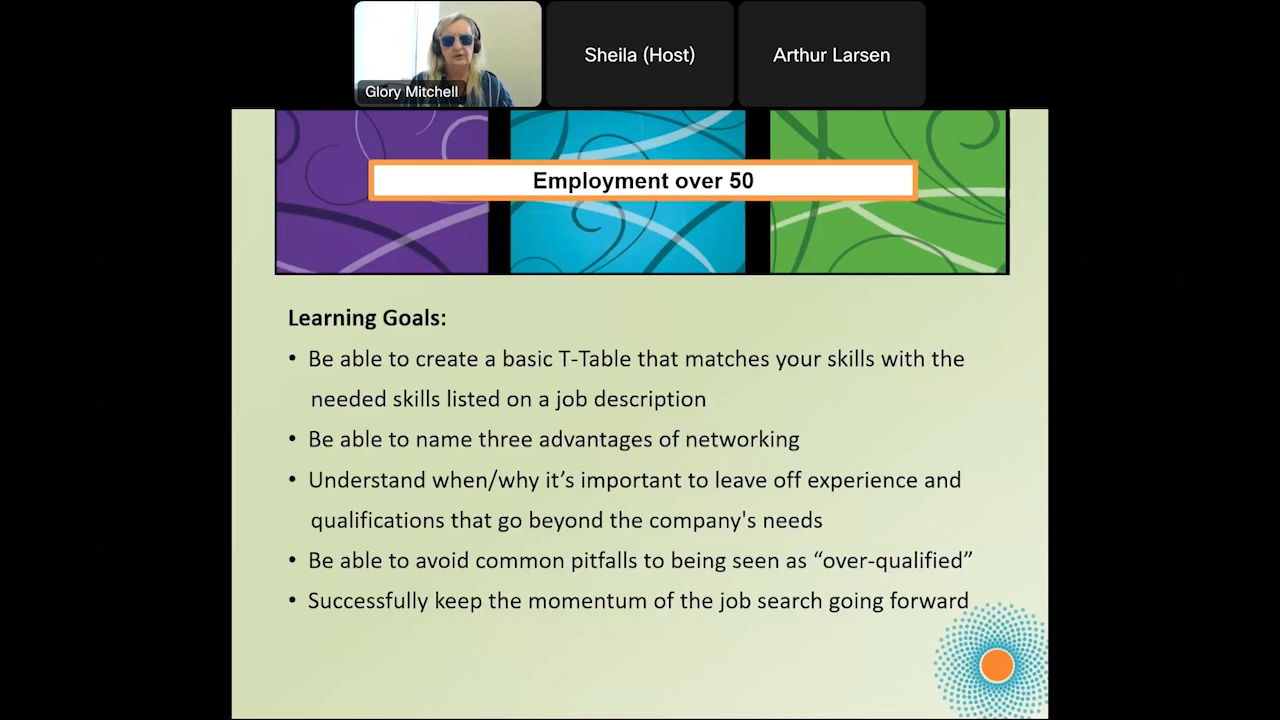 Glory Mitchell
Sheila (Host)
Arthur Larsen
Employment over 50
Learning Goals:
• Be able to create a basic T-Table that matches your skills with the
needed skills listed on a job description
• Be able to name three advantages of networking
• Understand when/why it’s important to leave off experience and
qualifications that go beyond the company's needs
• Be able to avoid common pitfalls to being seen as “over-qualified”
• Successfully keep the momentum of the job search going forward